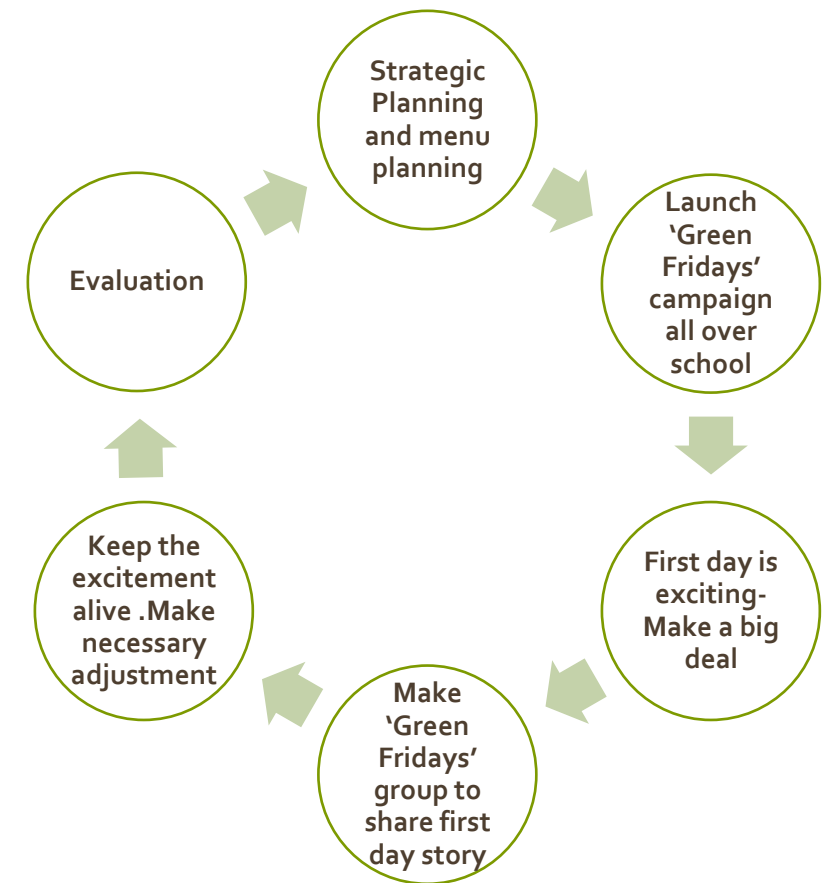 Strategic
Planning
and menu
planning
Launch
‘Green
Fridays’
campaign
all over
school
First day is
exciting-
Make a big
deal
Make
‘Green
Fridays’
group to
share first
day story
Keep the
excitement
alive .Make
necessary
adjustment
Evaluation